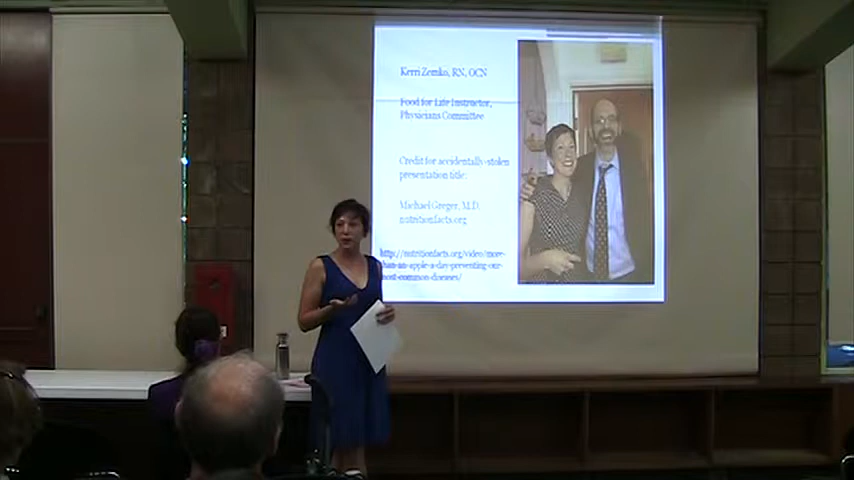 Kerri Zemko, RN, OCN
Food for Life Instructor,
Physicians Committee
Credit for accidentally-stolen
presentation title:
Michael Greger, M.D.
nutritionfacts.org
http://nutritionfacts.org/video/more-
than-an-apple-a-day-preventing-our-
most-common-diseases/